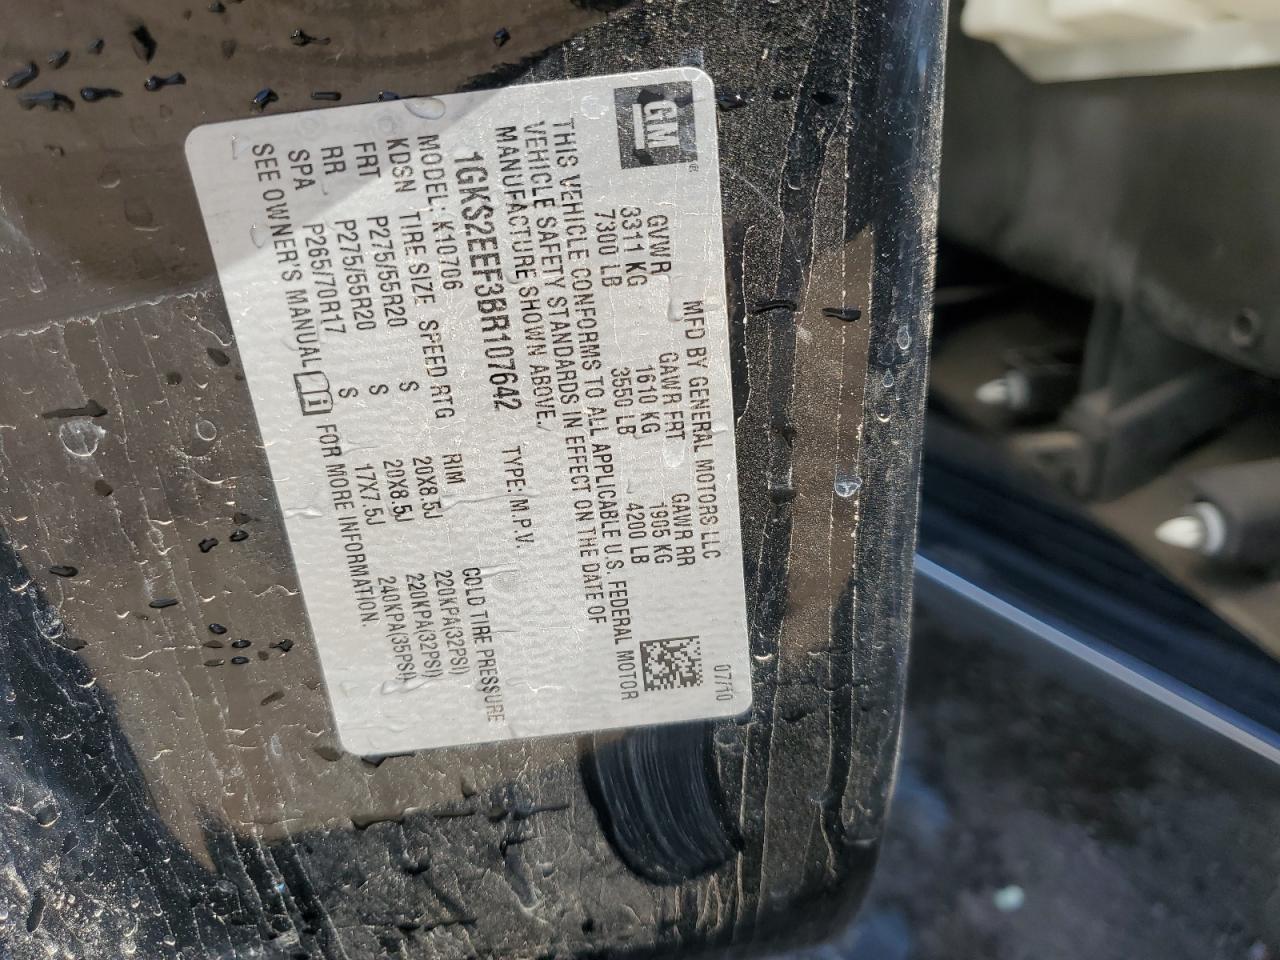 GM
MFD BY GENERAL MOTORS LLC 07/10
GVWR GAWR FRT GAWR RR
3311 KG 1610 KG 1905 KG
7300 LB 3550 LB 4200 LB
THIS VEHICLE CONFORMS TO ALL APPLICABLE U.S. FEDERAL MOTOR
VEHICLE SAFETY STANDARDS IN EFFECT ON THE DATE OF
MANUFACTURE SHOWN ABOVE.
1GKS2EEF3BR107642 TYPE: M.P.V.
MODEL: K10706
KDSN TIRE SIZE SPEED RTG RIM COLD TIRE PRESSURE
FRT P275/55R20 S 20X8.5J 220KPA(32PSI)
RR P275/55R20 S 20X8.5J 220KPA(32PSI)
SPA P265/70R17 S 17X7.5J 240KPA(35PSI)
SEE OWNER'S MANUAL FOR MORE INFORMATION.